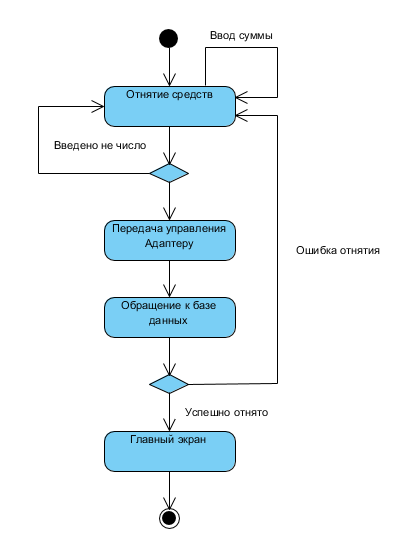 Ввод суммы
Отнятие средств
Введено не число
Передача управления
Адаптеру
Ошибка отнятия
Обращение к базе
данных
Успешно отнято
Главный экран